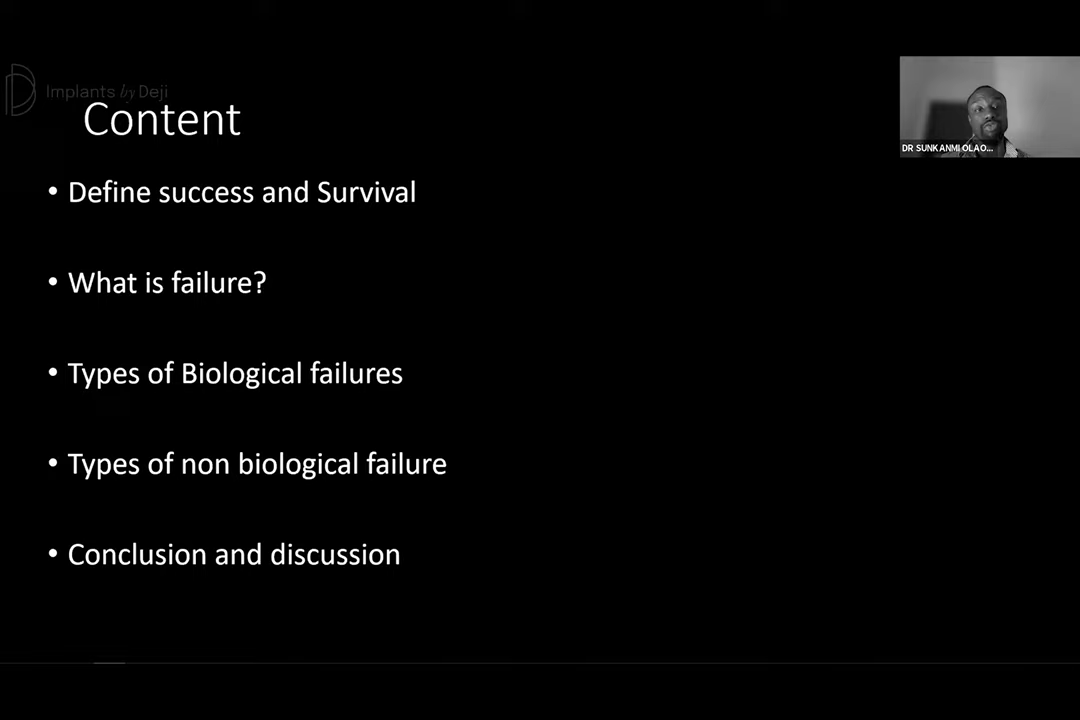 Implants by Deji
Content
DR SUNKANMI OLAO...
• Define success and Survival
• What is failure?
• Types of Biological failures
• Types of non biological failure
• Conclusion and discussion